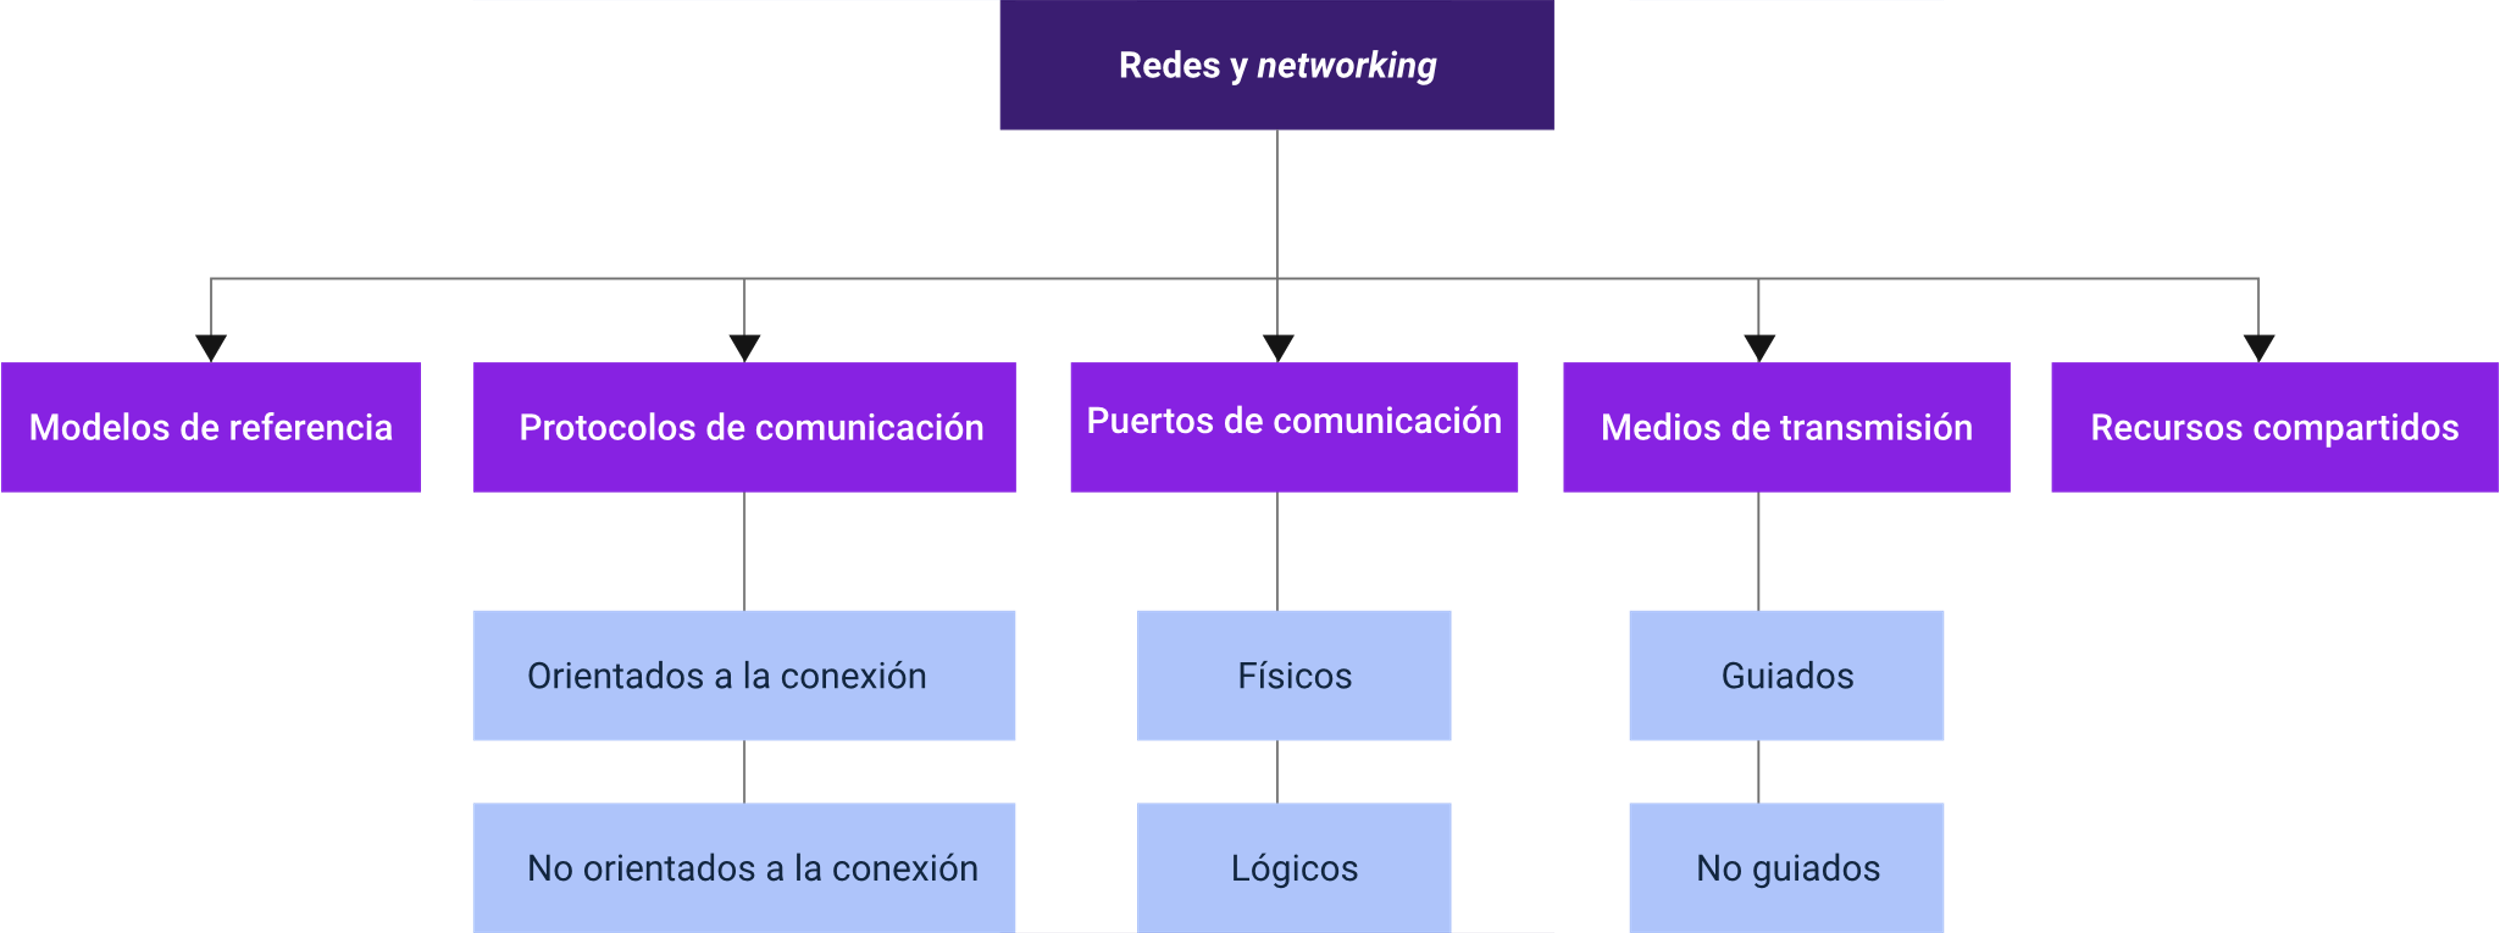 Redes y networking
Modelos de referencia
Protocolos de comunicación
Puertos de comunicación
Medios de transmisión
Recursos compartidos
Orientados a la conexión
Físicos
Guiados
No orientados a la conexión
Lógicos
No guiados